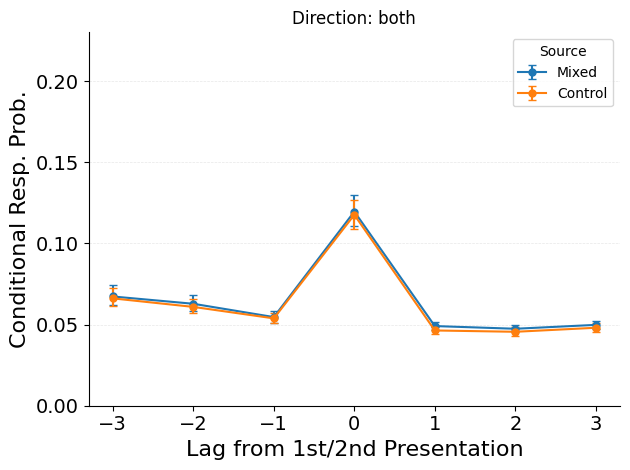 Direction: both
Source
Mixed
Control
Conditional Resp. Prob.
0.20
0.15
0.10
0.05
0.00
−3
−2
−1
0
1
2
3
Lag from 1st/2nd Presentation